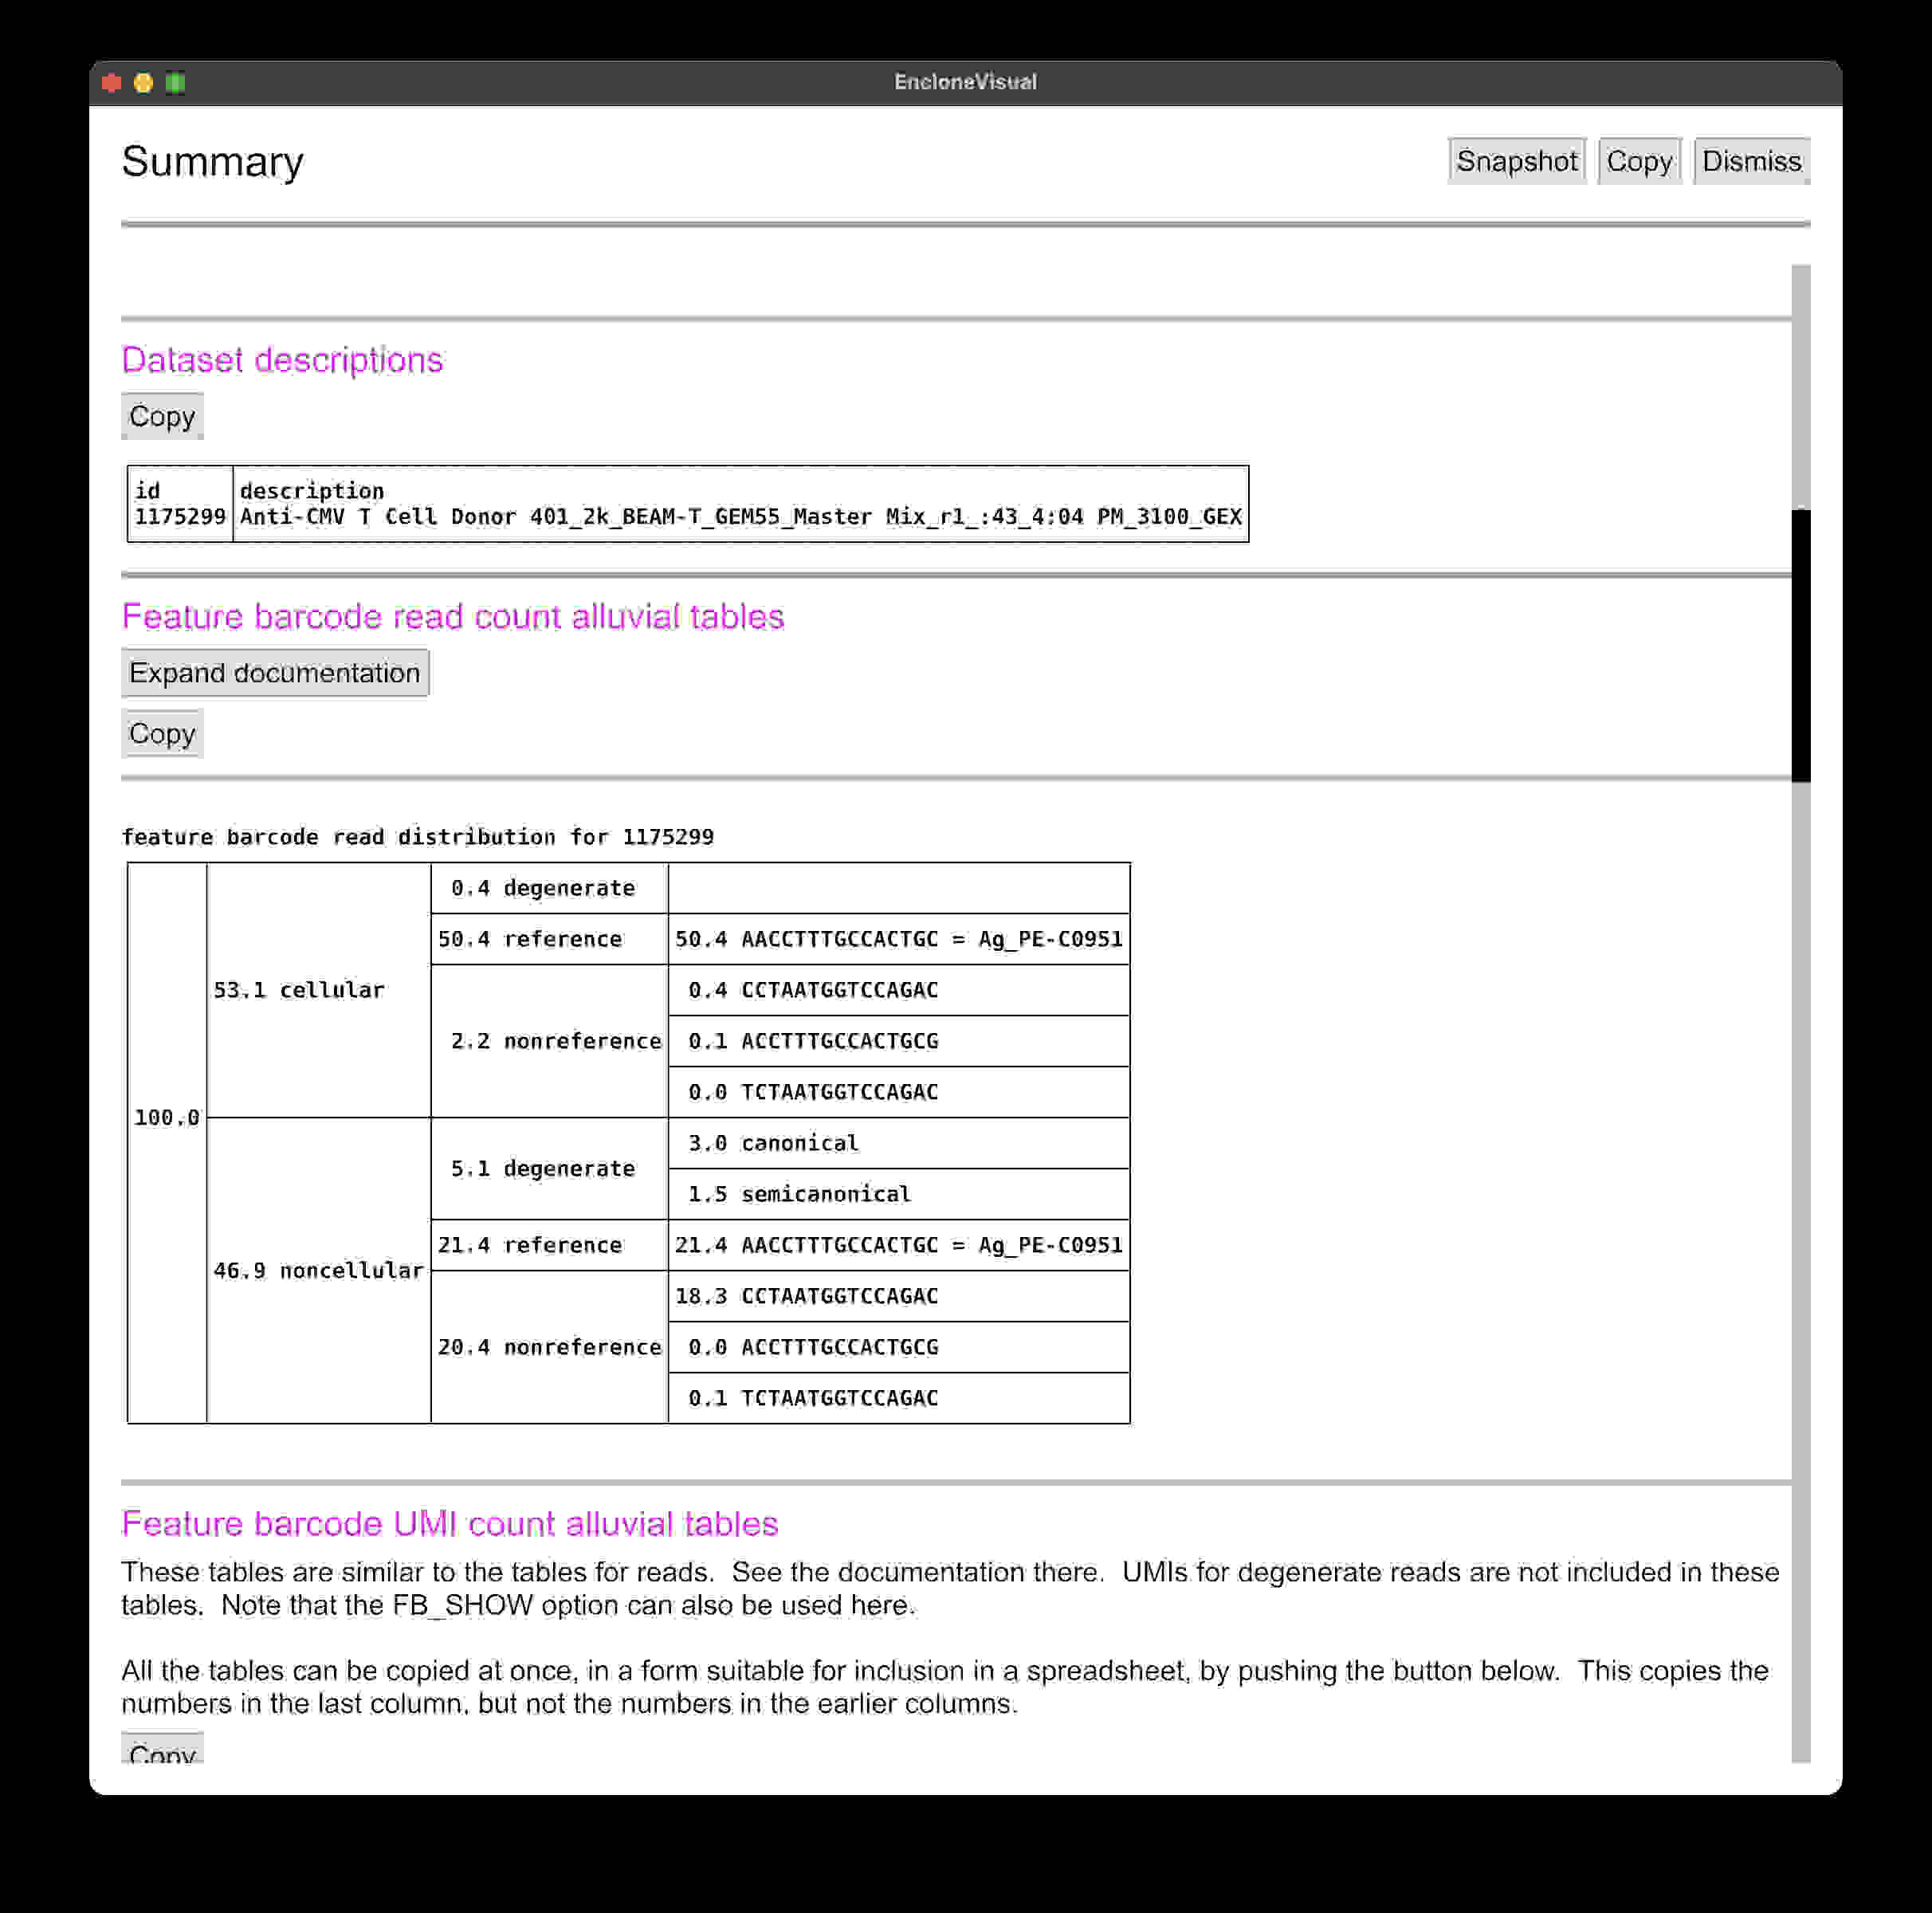 EncloneVisual
Summary
Snapshot Copy Dismiss
Dataset descriptions
Copy
id description
1175299 Anti-CMV T Cell Donor 401_2k_BEAM-T_GEM55_Master Mix_r1_:43_4:04 PM_3100_GEX
Feature barcode read count alluvial tables
Expand documentation
Copy
feature barcode read distribution for 1175299
0.4 degenerate
50.4 reference 50.4 AACCTTTGCCACTGC = Ag_PE-C0951
53.1 cellular 0.4 CCTAATGGTCCAGAC
2.2 nonreference 0.1 ACCTTTGCCACTGCG
0.0 TCTAATGGTCCAGAC
100.0
3.0 canonical
5.1 degenerate
1.5 semicanonical
21.4 reference 21.4 AACCTTTGCCACTGC = Ag_PE-C0951
46.9 noncellular
18.3 CCTAATGGTCCAGAC
20.4 nonreference 0.0 ACCTTTGCCACTGCG
0.1 TCTAATGGTCCAGAC
Feature barcode UMI count alluvial tables
These tables are similar to the tables for reads.  See the documentation there.  UMIs for degenerate reads are not included in these
tables.  Note that the FB_SHOW option can also be used here.
All the tables can be copied at once, in a form suitable for inclusion in a spreadsheet, by pushing the button below.  This copies the
numbers in the last column, but not the numbers in the earlier columns.
Copy